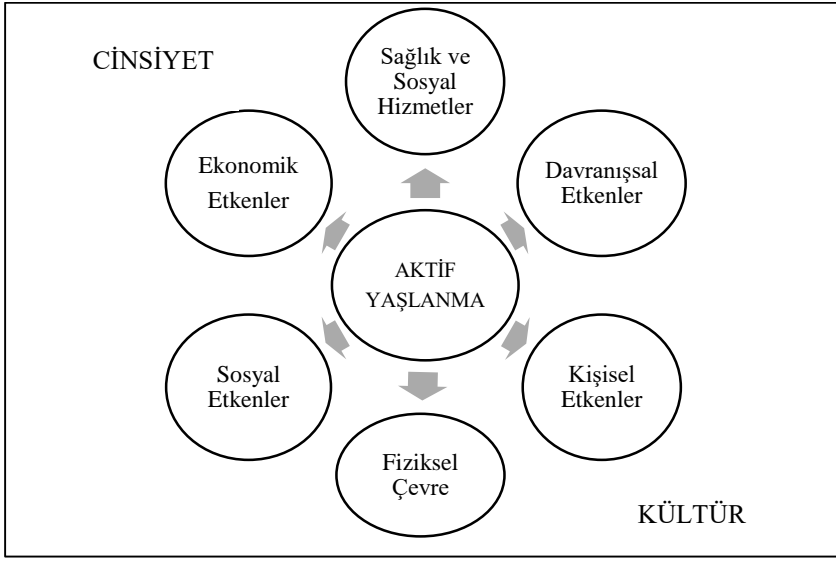 CİNSİYET
Sağlık ve
Sosyal
Hizmetler
Ekonomik
Etkenler
Davranışsal
Etkenler
AKTİF
YAŞLANMA
Sosyal
Etkenler
Kişisel
Etkenler
Fiziksel
Çevre
KÜLTÜR